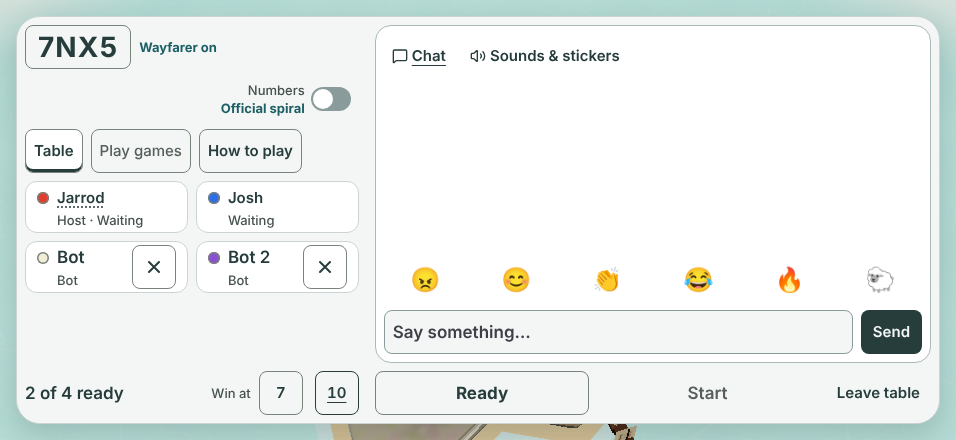 7NX5
Wayfarer on
Numbers
Official spiral
Table
Play games
How to play
Jarrod
Host · Waiting
Josh
Waiting
Bot
Bot
Bot 2
Bot
2 of 4 ready
Win at
7
10
Chat
Sounds & stickers
Say something...
Send
Ready
Start
Leave table